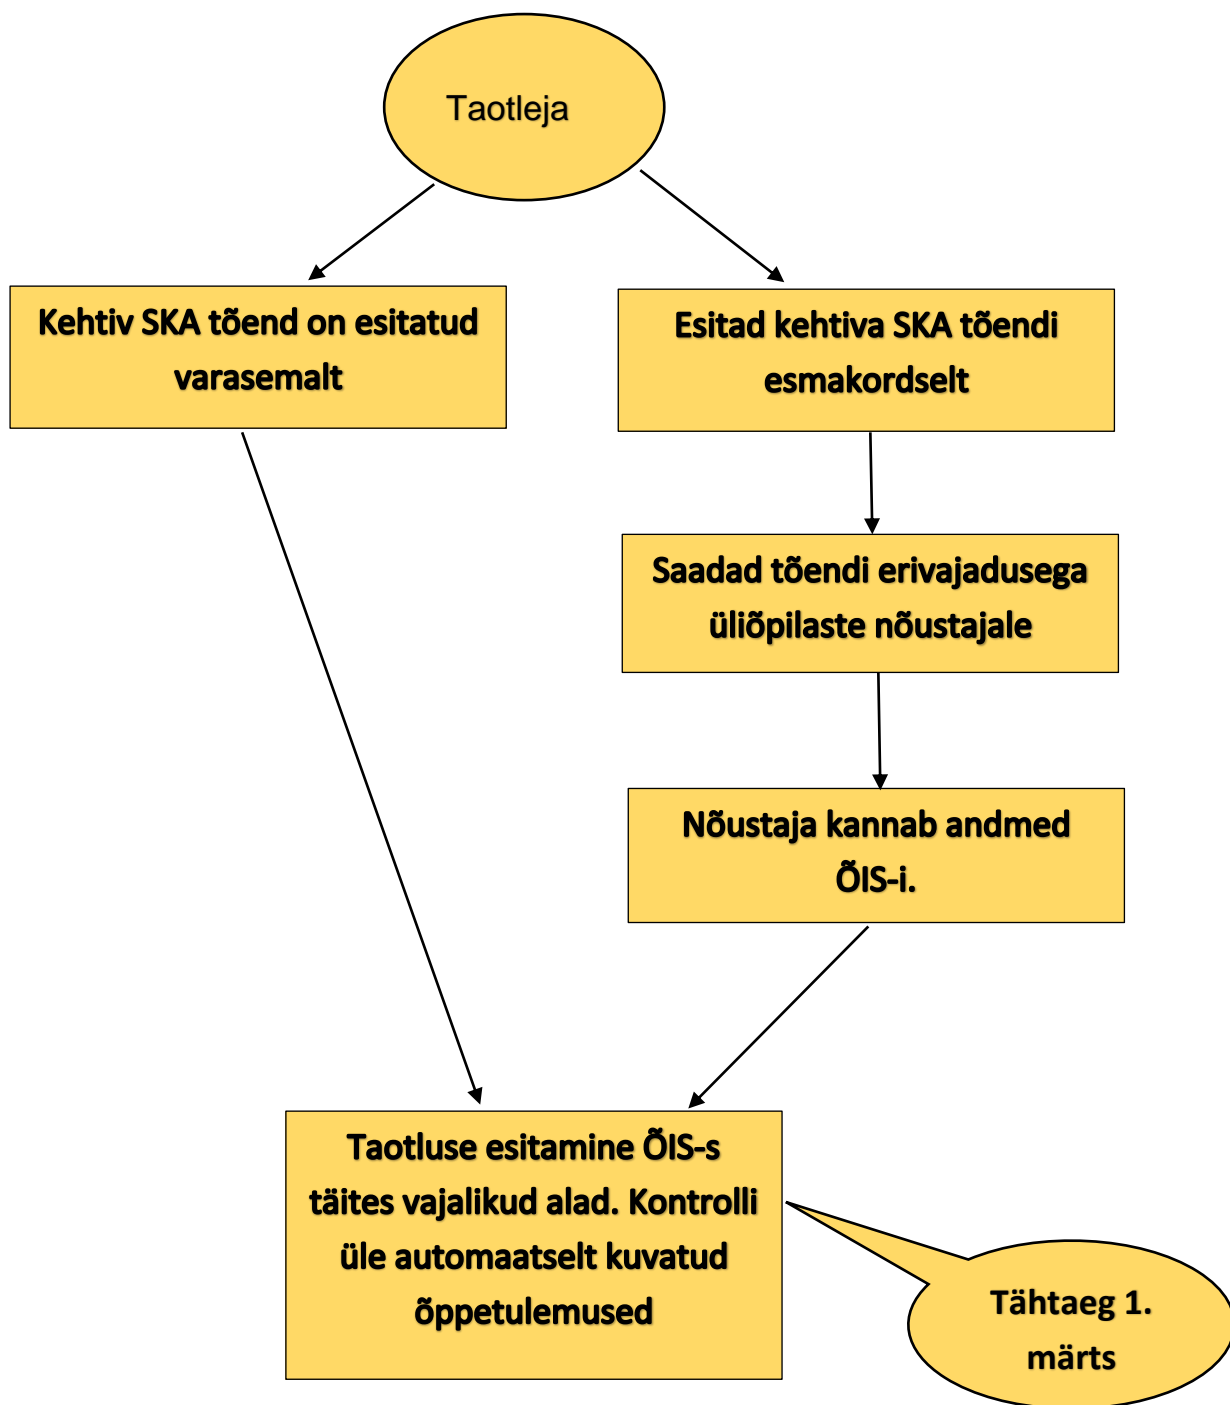 Taotleja
Kehtiv SKA tõend on esitatud
varasemalt
Esitad kehtiva SKA tõendi
esmakordselt
Saadad tõendi erivajadusega
üliõpilaste nõustajale
Nõustaja kannab andmed
ÕIS-i.
Taotluse esitamine ÕIS-s
täites vajalikud alad. Kontrolli
üle automaatselt kuvatud
õppetulemused
Tähtaeg 1.
märts